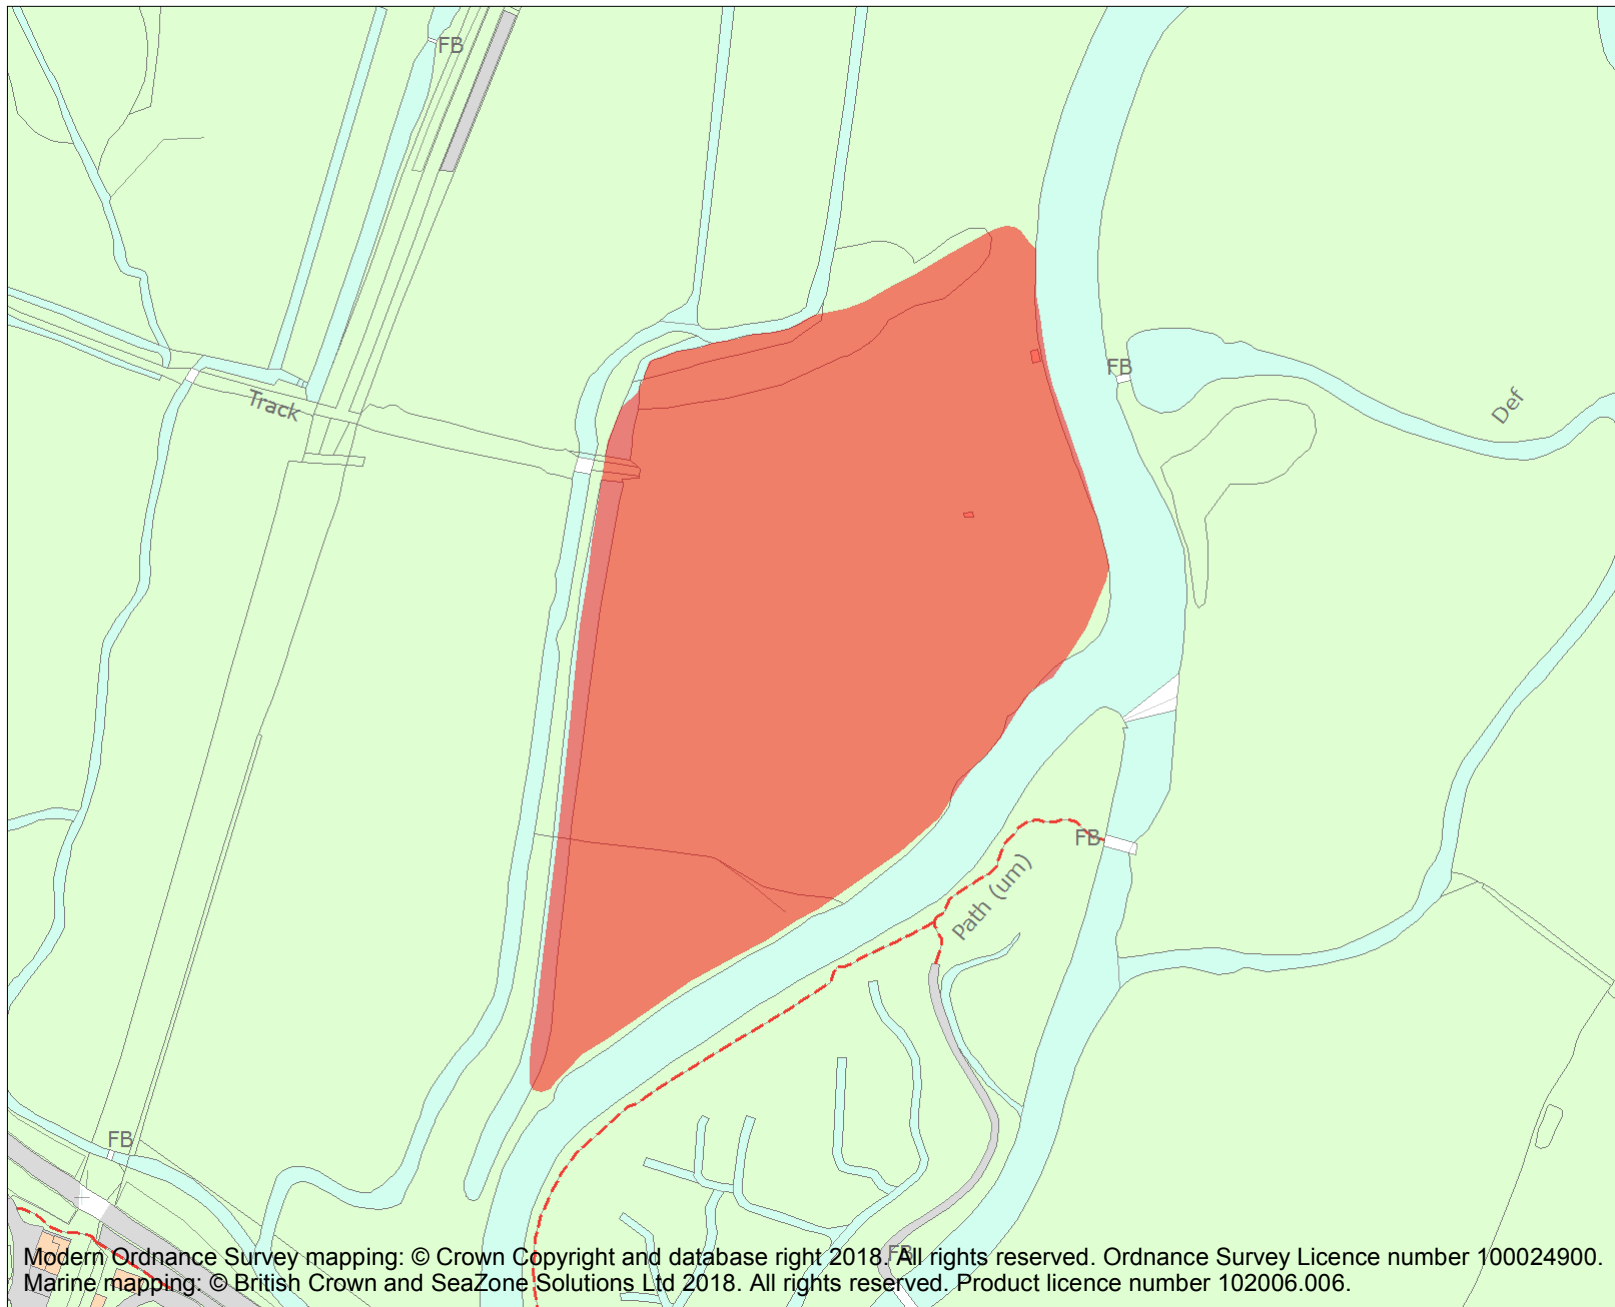 FB
FB
Track
Def
FB
Path (um)
FB
FB
Modern Ordnance Survey mapping: © Crown Copyright and database right 2018. All rights reserved. Ordnance Survey Licence number 100024900.
Marine mapping: © British Crown and SeaZone Solutions Ltd 2018. All rights reserved. Product licence number 102006.006.